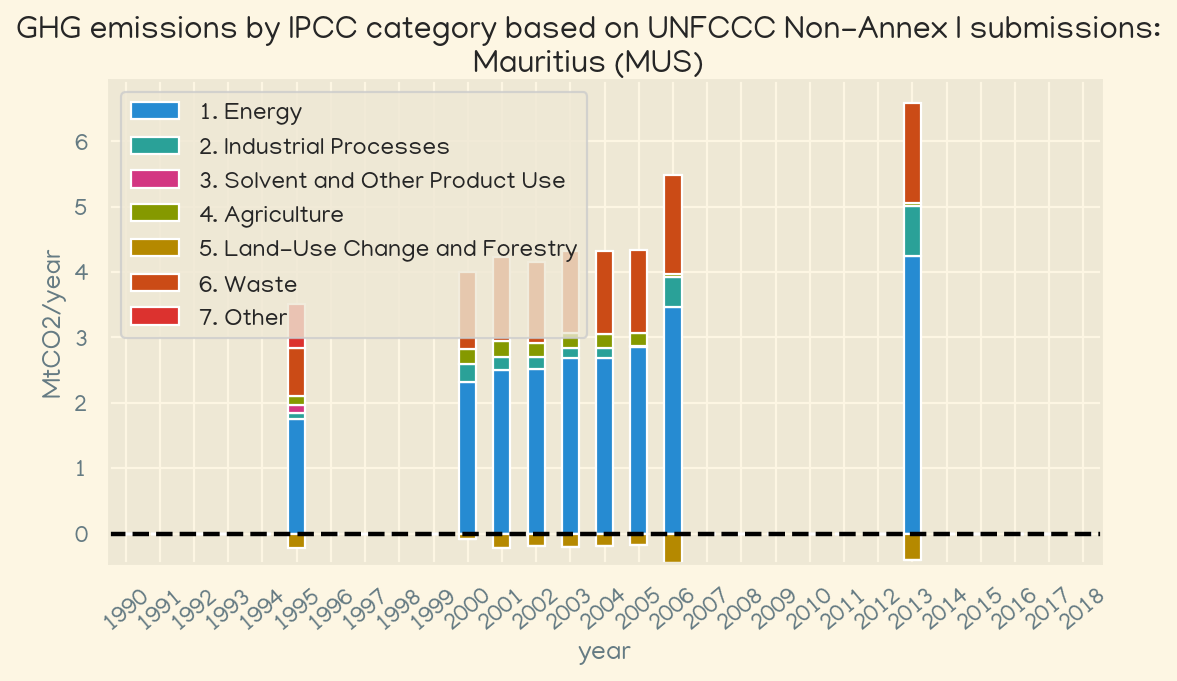 GHG emissions by IPCC category based on UNFCCC Non-Annex I submissions:
Mauritius (MUS)
1. Energy
2. Industrial Processes
3. Solvent and Other Product Use
4. Agriculture
5. Land-Use Change and Forestry
6. Waste
7. Other
MtCO2/year
6
5
4
3
2
1
0
1990 1991 1992 1993 1994 1995 1996 1997 1998 1999 2000 2001 2002 2003 2004 2005 2006 2007 2008 2009 2010 2011 2012 2013 2014 2015 2016 2017 2018
year